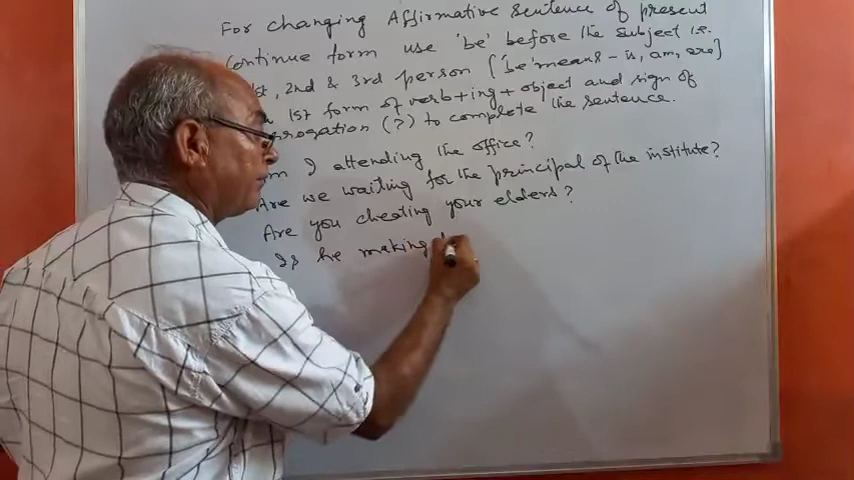 For changing Affirmative sentence of present
Continue form use 'be' before the subject i.e.
1st, 2nd & 3rd person ['be' means - is, am, are]
1st form of verb + ing + object and sign of
(?) to complete the sentence.
I attending the office?
Are we waiting for the principal of the institute?
Are you cheating your elders?
Is he making